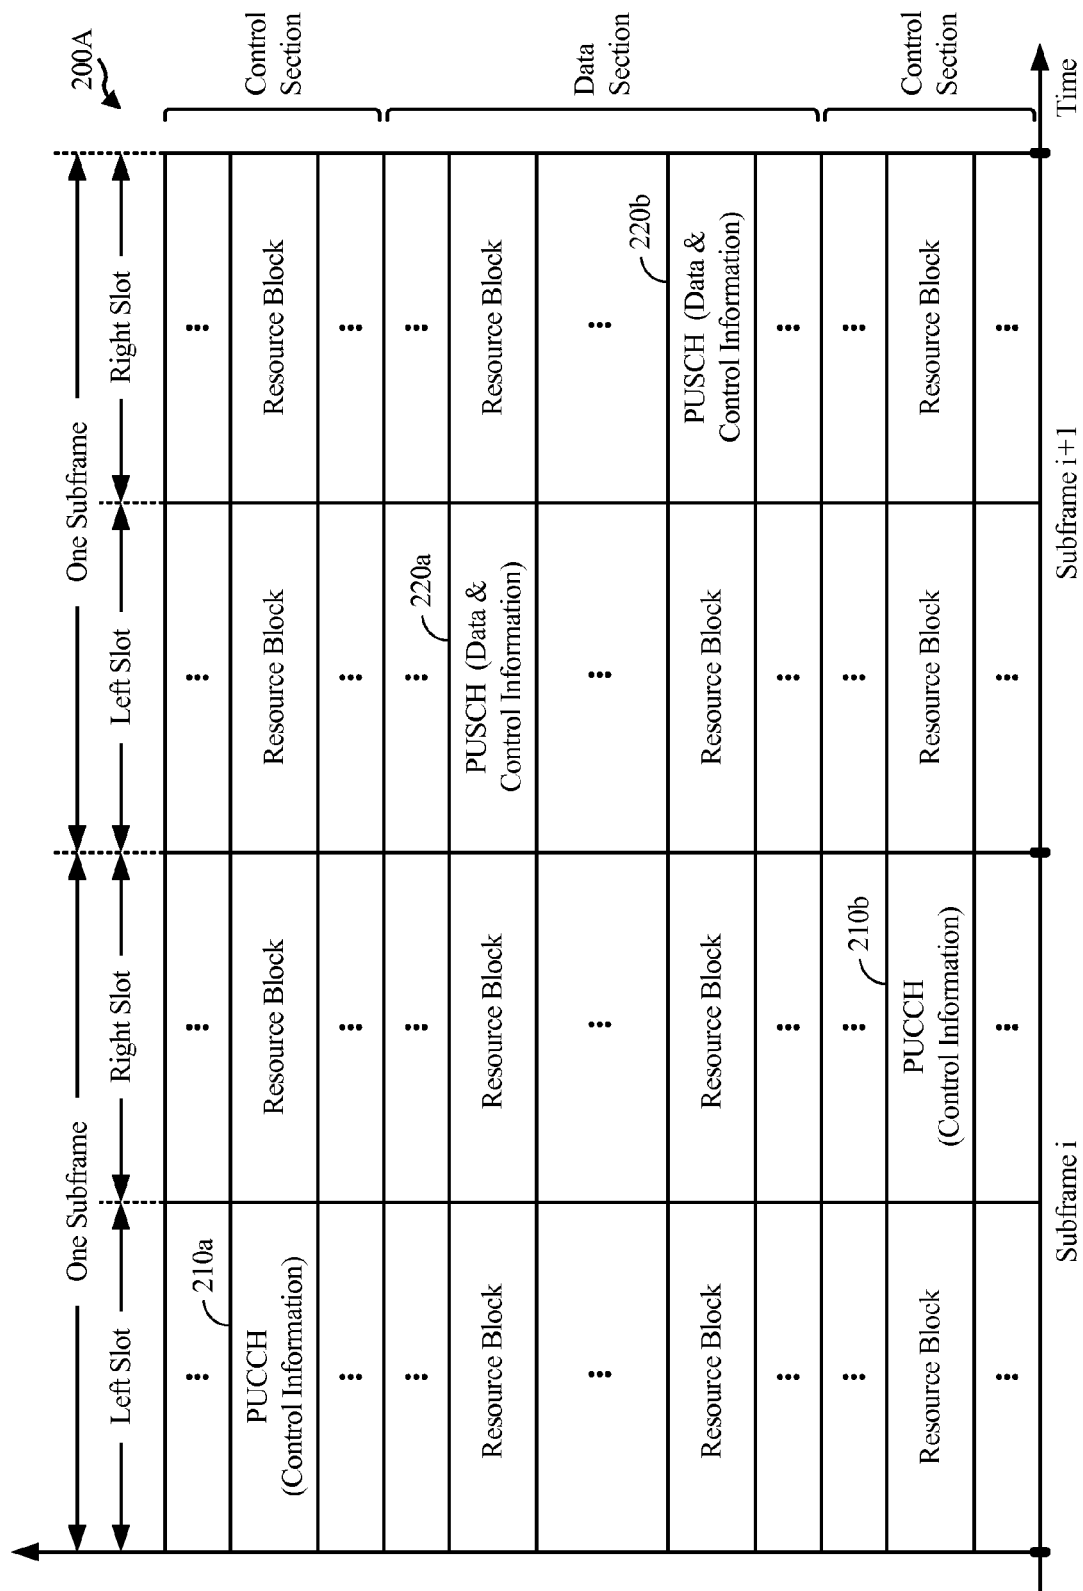 200A
One Subframe
One Subframe
Left Slot
Right Slot
Left Slot
Right Slot
...
...
...
...
210a
PUCCH
(Control Information)
Resource Block
Resource Block
Resource Block
Control
Section
...
...
...
...
...
...
...
...
220a
Resource Block
Resource Block
PUSCH (Data &
Control Information)
Resource Block
...
...
...
...
Data
Section
220b
Resource Block
Resource Block
Resource Block
PUSCH (Data &
Control Information)
...
...
...
...
...
...
...
...
210b
Resource Block
PUCCH
(Control Information)
Resource Block
Resource Block
Control
Section
...
...
...
...
Subframe i
Subframe i+1
Time